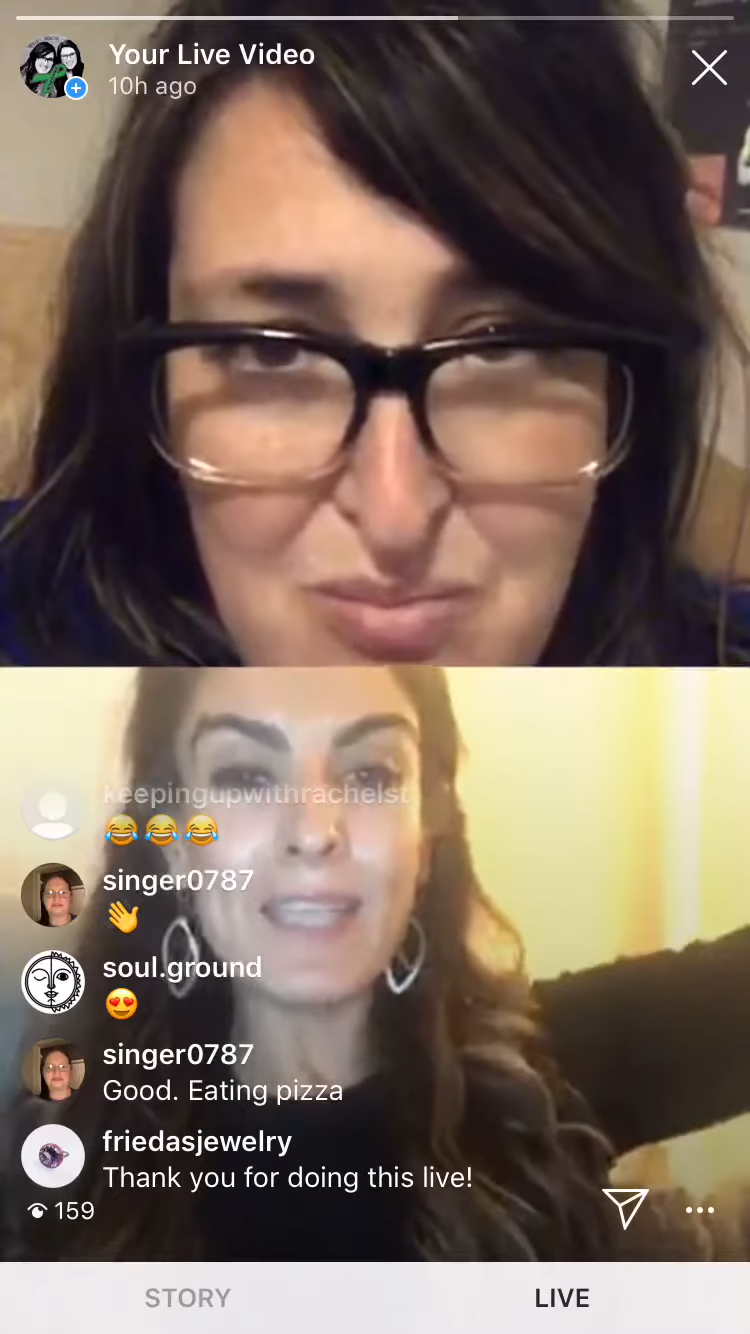 Your Live Video
10h ago
keepingupwithrachelst
😂😂😂
singer0787
👋
soul.ground
😍
singer0787
Good. Eating pizza
friedasjewelry
Thank you for doing this live!
159
STORY
LIVE